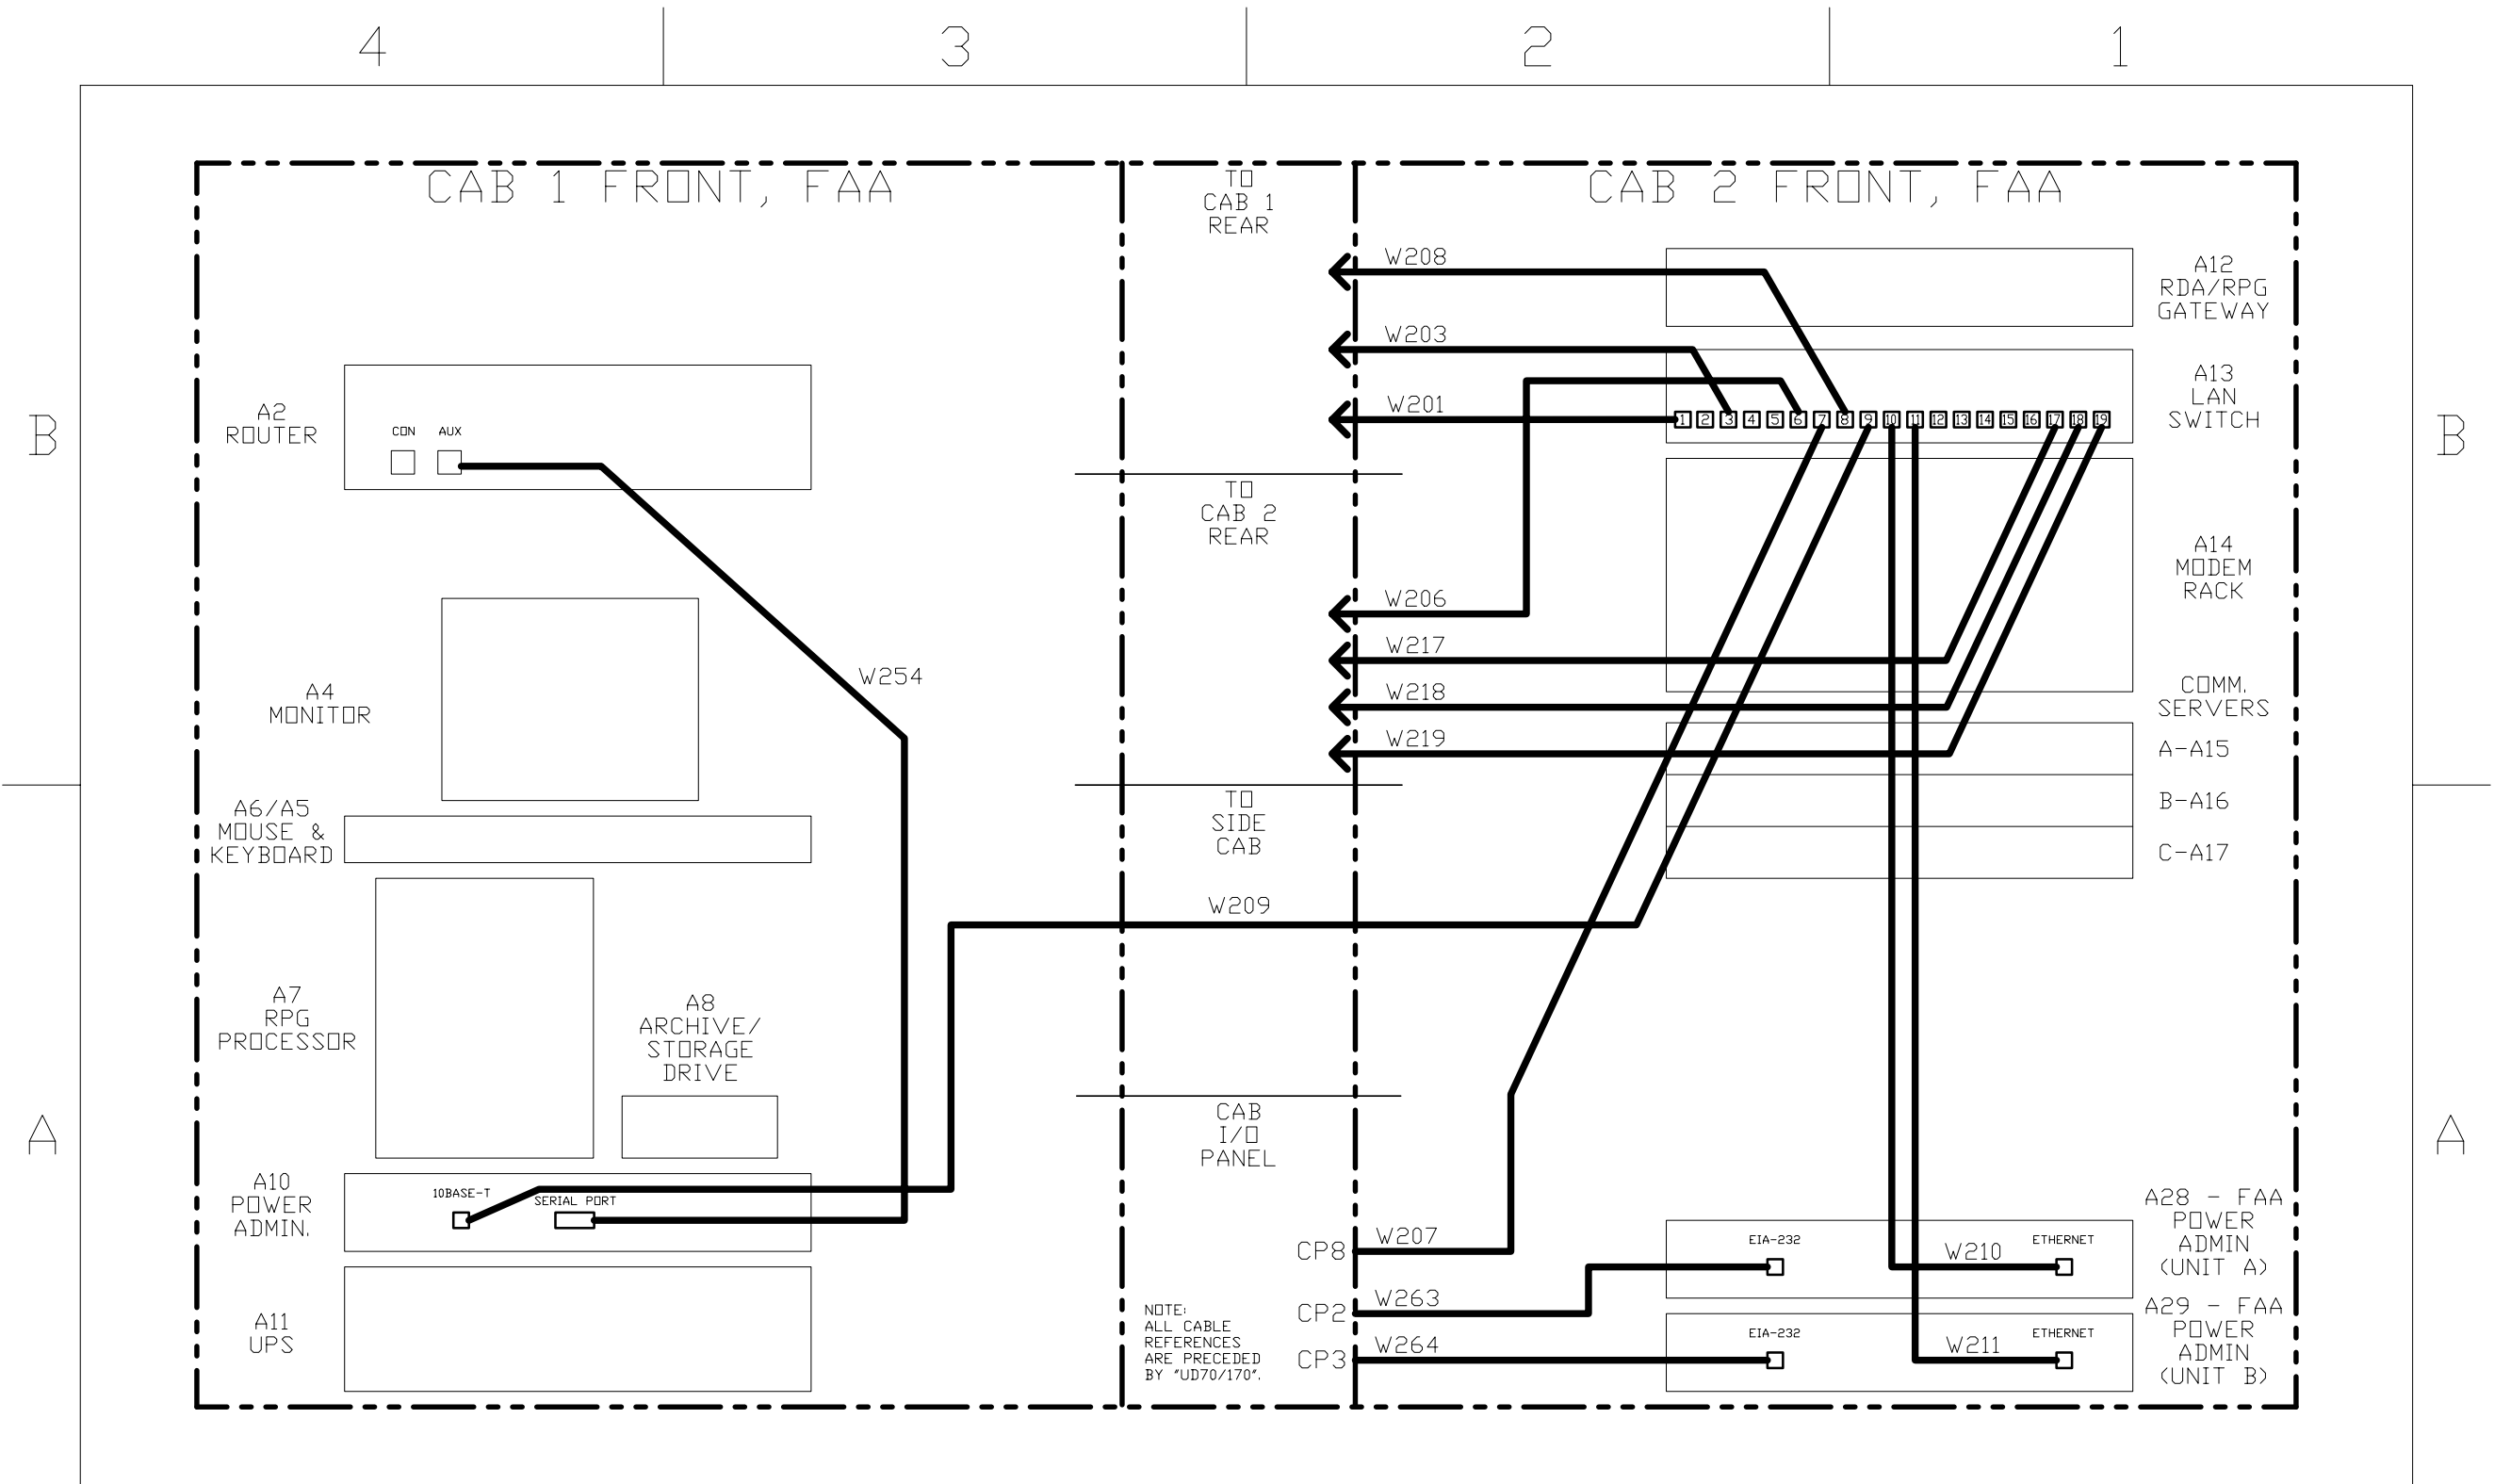 4
3
2
1
CAB 1 FRONT, FAA
TO
CAB 1
REAR
CAB 2 FRONT, FAA
W208
A12
RDA/RPG
GATEWAY
W203
A13
LAN
SWITCH
W201
1 2 3 4 5 6 7 8 9 10 11 12 13 14 15 16 17 18 19
B
A2
ROUTER
CON
AUX
B
TO
CAB 2
REAR
A14
MODEM
RACK
W206
W217
W218
W219
W254
A4
MONITOR
COMM.
SERVERS
A-A15
B-A16
C-A17
A6/A5
MOUSE &
KEYBOARD
TO
SIDE
CAB
W209
A7
RPG
PROCESSOR
A8
ARCHIVE/
STORAGE
DRIVE
A
CAB
I/O
PANEL
A
A10
POWER
ADMIN.
10BASE-T
SERIAL PORT
A11
UPS
NOTE:
ALL CABLE
REFERENCES
ARE PRECEDED
BY "UD70/170".
CP8
W207
CP2
W263
CP3
W264
EIA-232
W210
ETHERNET
A28 - FAA
POWER
ADMIN
(UNIT A)
EIA-232
W211
ETHERNET
A29 - FAA
POWER
ADMIN
(UNIT B)